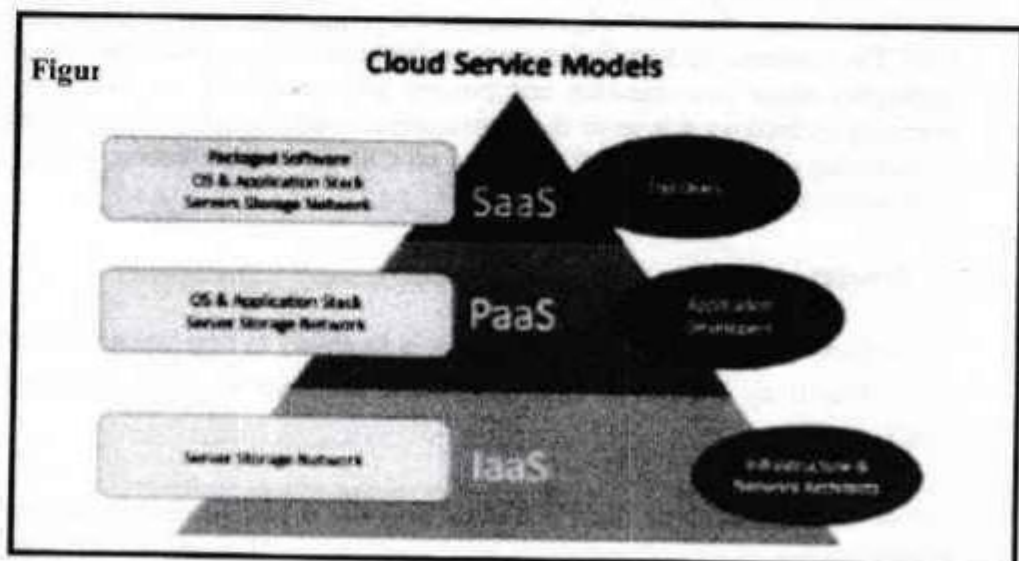 Figur
Cloud Service Models
Packaged Software
OS & Application Stack
Servers Storage Network
SaaS
End Users
OS & Application Stack
Server Storage Network
PaaS
Application
Developers
Server Storage Network
IaaS
Infrastructure &
Network Architects